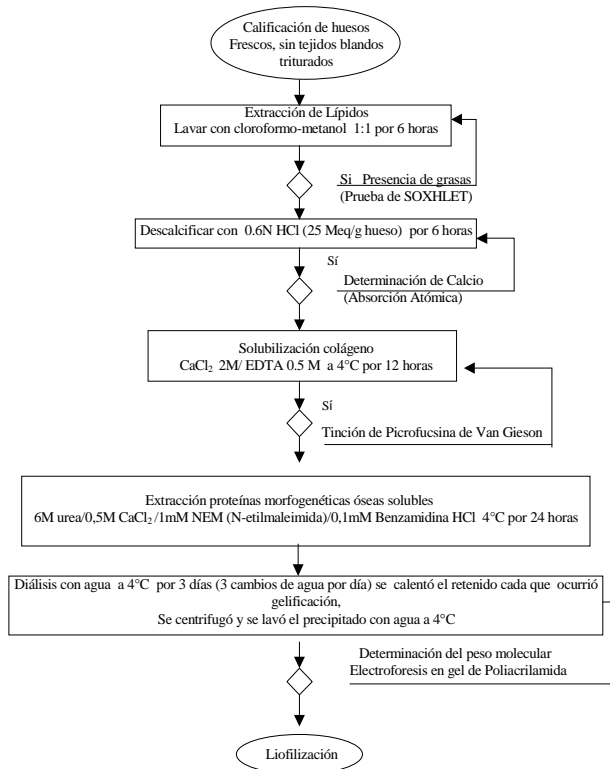 Calificación de huesos
Frescos, sin tejidos blandos
triturados
Extracción de Lípidos
Lavar con cloroformo-metanol 1:1 por 6 horas
Si Presencia de grasas
(Prueba de SOXHLET)
Descalcificar con 0.6N HCl (25 Meq/g hueso) por 6 horas
Sí
Determinación de Calcio
(Absorción Atómica)
Solubilización colágeno
CaCl₂ 2M/ EDTA 0.5 M a 4°C por 12 horas
Sí
Tinción de Picrofucsina de Van Gieson
Extracción proteínas morfogenéticas óseas solubles
6M urea/0,5M CaCl₂ /1mM NEM (N-etilmaleimida)/0,1mM Benzamidina HCl 4°C por 24 horas
Diálisis con agua a 4°C por 3 días (3 cambios de agua por día) se calentó el retenido cada que ocurrió
gelificación,
Se centrifugó y se lavó el precipitado con agua a 4°C
Determinación del peso molecular
Electroforesis en gel de Poliacrilamida
Liofilización